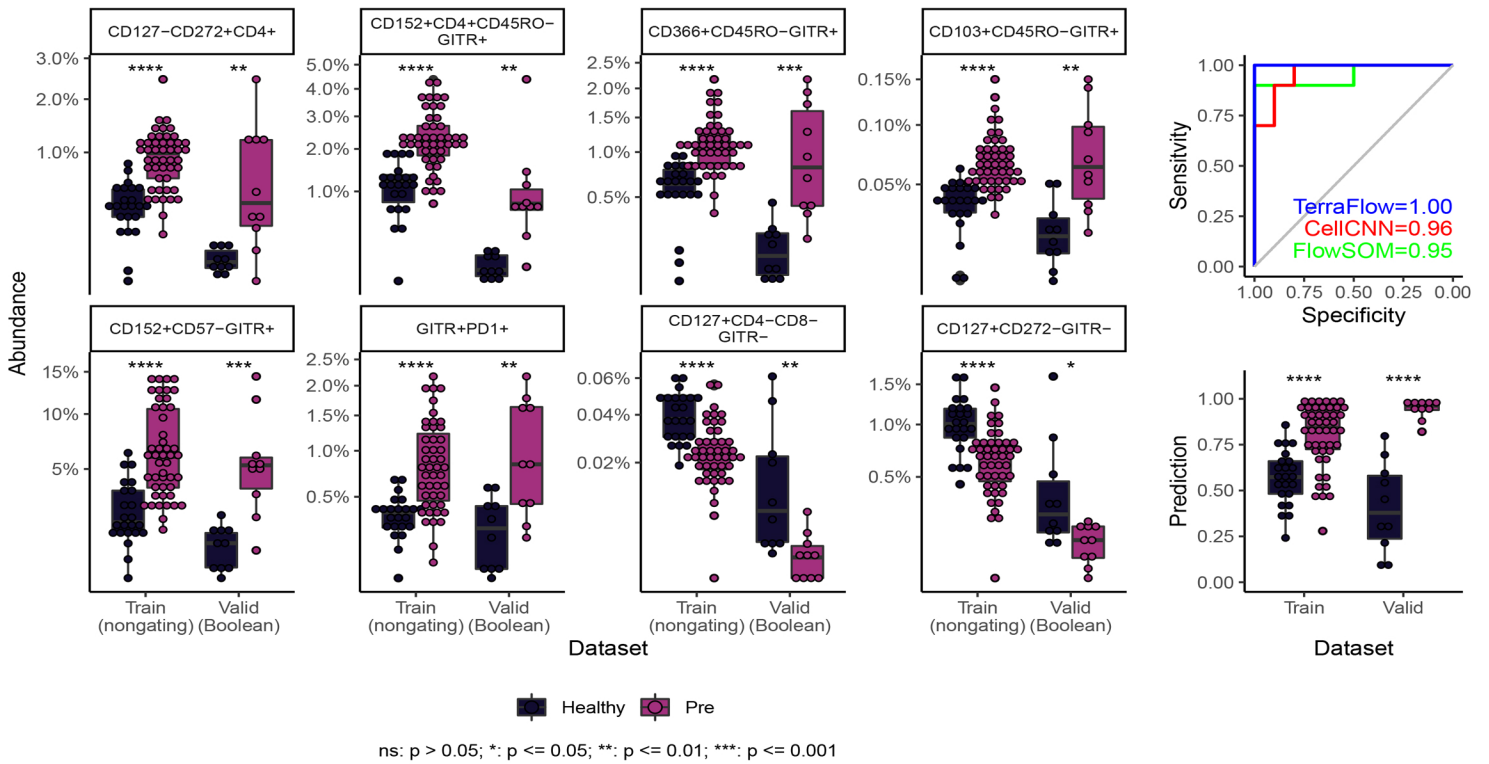 CD127−CD272+CD4+
CD152+CD4+CD45RO−
GITR+
CD366+CD45RO−GITR+
CD103+CD45RO−GITR+
3.0%
2.0%
1.0%
**** **
5.0%
4.0%
3.0%
2.0%
1.0%
**** **
2.5%
2.0%
1.5%
1.0%
0.5%
**** ***
0.15%
0.10%
0.05%
**** **
Sensitvity
1.00
0.75
0.50
0.25
0.00
TerraFlow=1.00
CellCNN=0.96
FlowSOM=0.95
1.00 0.75 0.50 0.25 0.00
Specificity
Abundance
CD152+CD57−GITR+
GITR+PD1+
CD127+CD4−CD8−
GITR−
CD127+CD272−GITR−
15%
10%
5%
**** ***
2.5%
2.0%
1.5%
1.0%
0.5%
**** **
0.06%
0.04%
0.02%
**** **
1.5%
1.0%
0.5%
**** *
Prediction
1.00
0.75
0.50
0.25
0.00
**** ****
Train Valid
(nongating) (Boolean)
Train Valid
(nongating) (Boolean)
Train Valid
(nongating) (Boolean)
Train Valid
(nongating) (Boolean)
Train Valid
Dataset
Dataset
Healthy Pre
ns: p > 0.05; *: p <= 0.05; **: p <= 0.01; ***: p <= 0.001